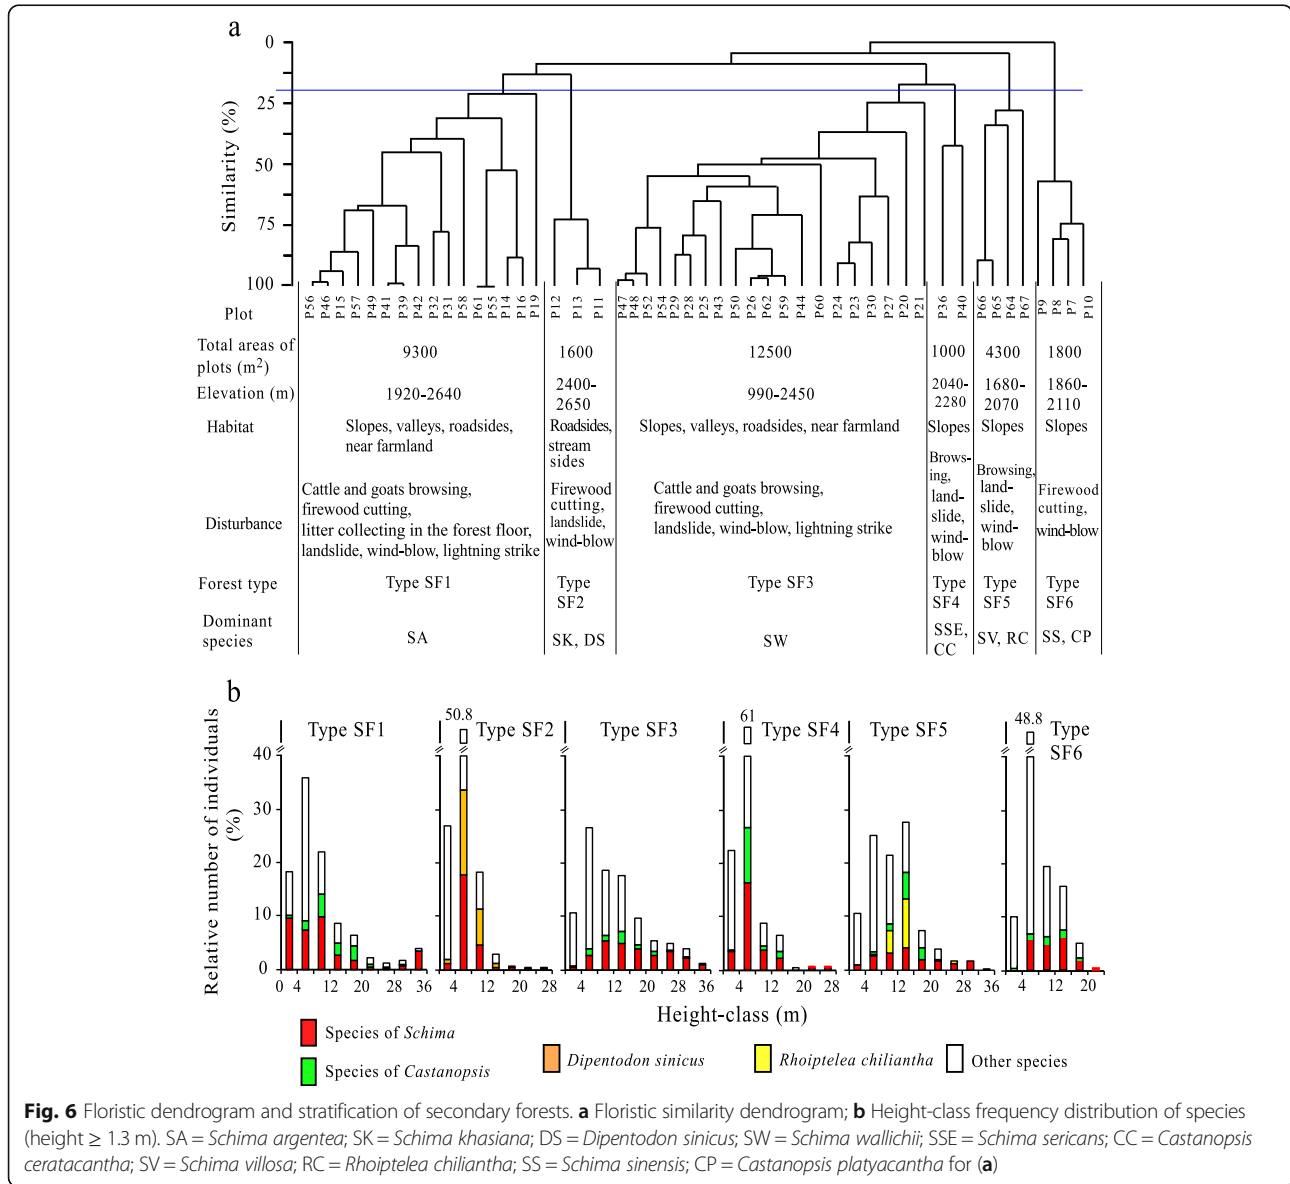 a
0
25
50
75
100
Similarity (%)
Plot
P56 P46 P15 P57 P49 P41 P39 P42 P32 P31 P58 P61 P55 P14 P16 P19 P12 P13 P11 P47 P48 P52 P54 P29 P28 P25 P43 P50 P26 P62 P59 P44 P60 P24 P23 P30 P27 P20 P21 P36 P40 P66 P65 P64 P67 P9 P8 P7 P10
Total areas of
plots (m²)
9300 1600 12500 1000 4300 1800
Elevation (m)
1920-2640
2400-
2650
990-2450
2040-
2280
1680-
2070
1860-
2110
Habitat
Slopes, valleys, roadsides,
near farmland
Roadsides,
stream
sides
Slopes, valleys, roadsides, near farmland
Slopes
Slopes
Slopes
Disturbance
Cattle and goats browsing,
firewood cutting,
litter collecting in the forest floor,
landslide, wind-blow, lightning strike
Firewood
cutting,
landslide,
wind-blow
Cattle and goats browsing,
firewood cutting,
landslide, wind-blow, lightning strike
Brows-
ing,
land-
slide,
wind-
blow
Browsing,
land-
slide,
wind-
blow
Firewood
cutting,
wind-blow
Forest type
Type SF1
Type
SF2
Type SF3
Type
SF4
Type
SF5
Type
SF6
Dominant
species
SA
SK, DS
SW
SSE,
CC
SV, RC
SS, CP
b
Type SF1
50.8
Type SF2
Type SF3
61
Type SF4
Type SF5
48.8
Type
SF6
40
30
20
10
0
Relative number of individuals
(%)
0 4 12 20 28 36
4 12 20 28
4 12 20 28 36
4 12 20 28
4 12 20 28
4 12 20
Height-class (m)
Species of Schima
Species of Castanopsis
Dipentodon sinicus
Rhoiptelea chiliantha
Other species
Fig. 6 Floristic dendrogram and stratification of secondary forests. a Floristic similarity dendrogram; b Height-class frequency distribution of species
(height ≥ 1.3 m). SA = Schima argentea; SK = Schima khasiana; DS = Dipentodon sinicus; SW = Schima wallichii; SSE = Schima sericans; CC = Castanopsis
ceratacantha; SV = Schima villosa; RC = Rhoiptelea chiliantha; SS = Schima sinensis; CP = Castanopsis platyacantha for (a)